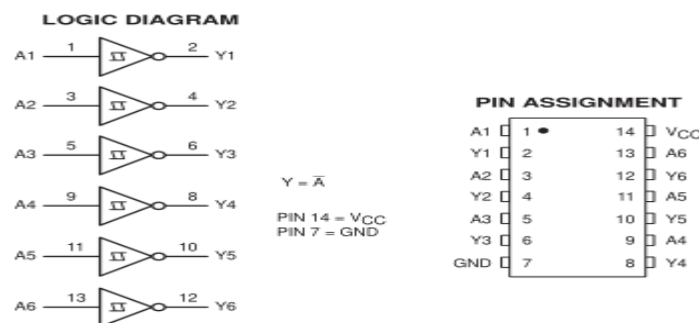 LOGIC DIAGRAM
A1 1 2 Y1
A2 3 4 Y2
A3 5 6 Y3
A4 9 8 Y4
A5 11 10 Y5
A6 13 12 Y6
Y = A̅
PIN 14 = VCC
PIN 7 = GND
PIN ASSIGNMENT
A1 1 14 VCC
Y1 2 13 A6
A2 3 12 Y6
Y2 4 11 A5
A3 5 10 Y5
Y3 6 9 A4
GND 7 8 Y4